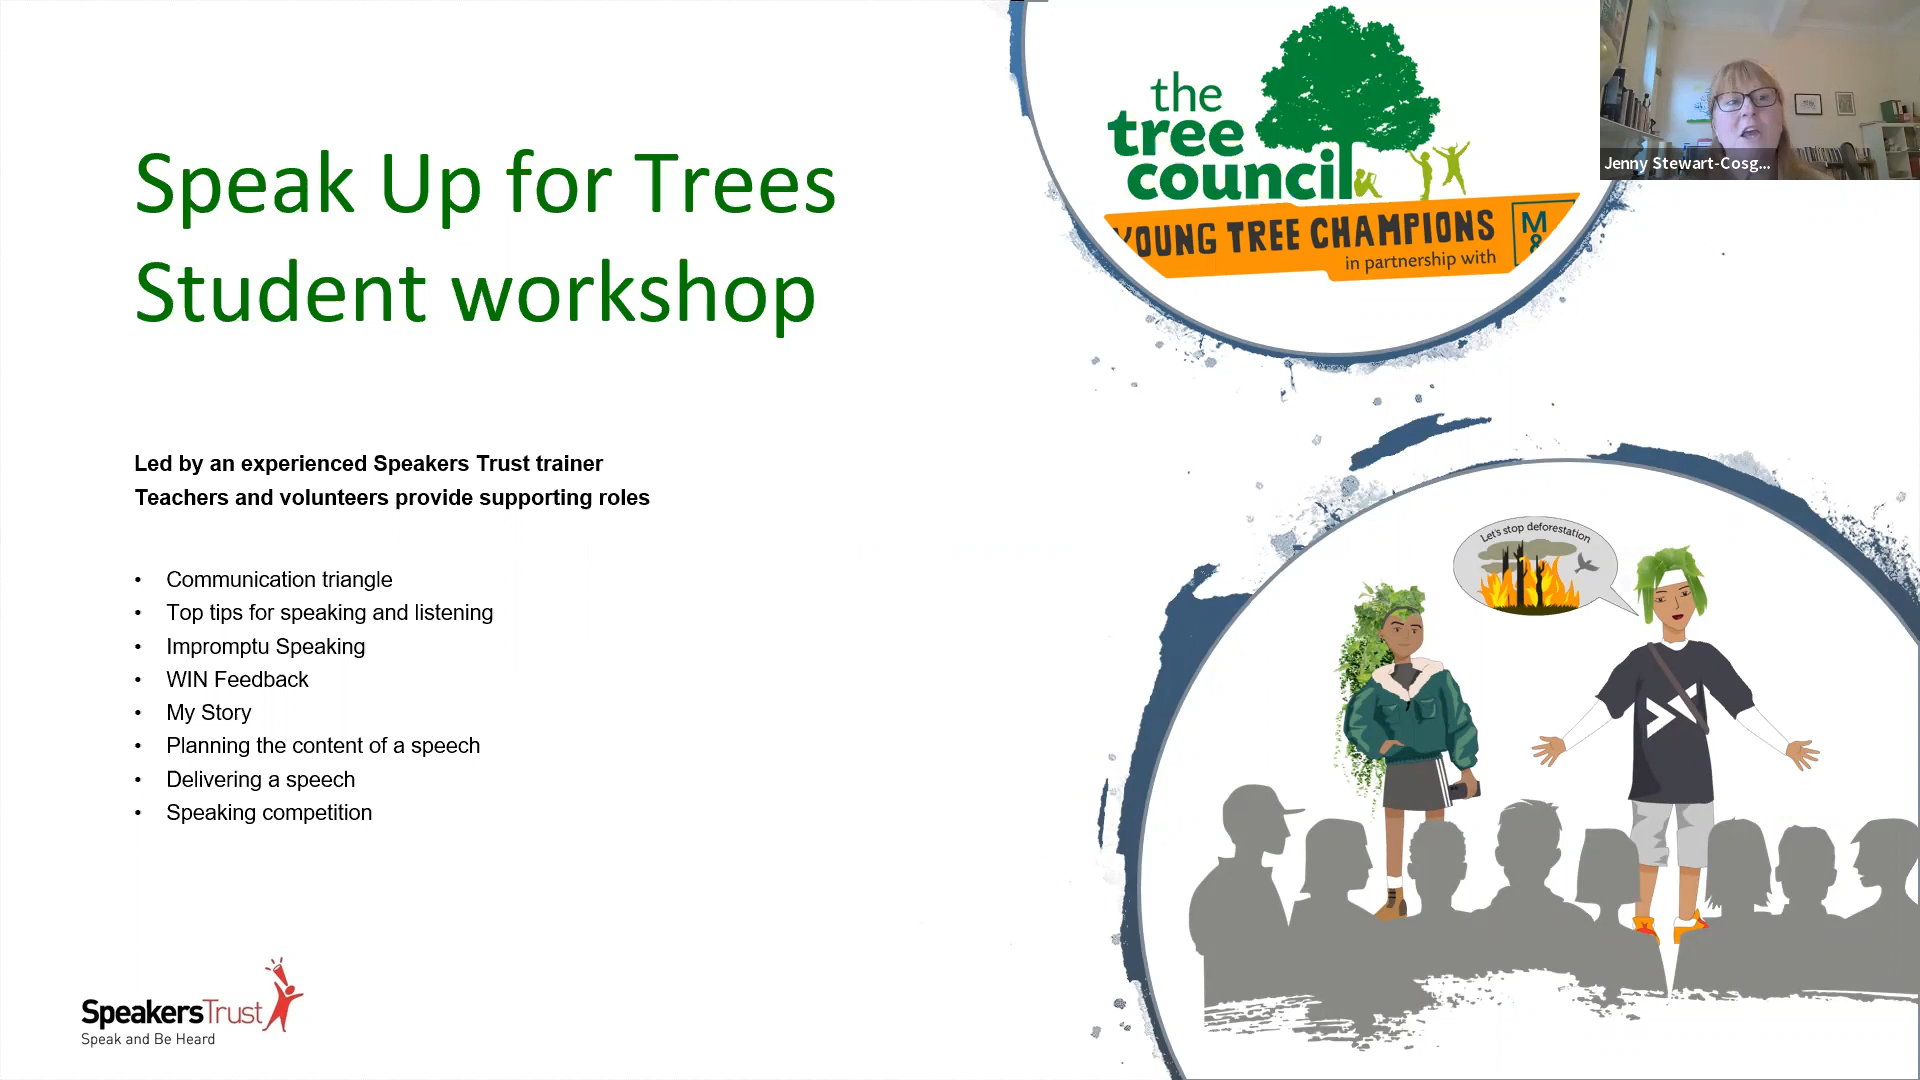 Speak Up for Trees
Student workshop
Led by an experienced Speakers Trust trainer
Teachers and volunteers provide supporting roles
• Communication triangle
• Top tips for speaking and listening
• Impromptu Speaking
• WIN Feedback
• My Story
• Planning the content of a speech
• Delivering a speech
• Speaking competition
SpeakersTrust
Speak and Be Heard
the
tree
council
YOUNG TREE CHAMPIONS
in partnership with
M
&
Jenny Stewart-Cosg...
Let's stop deforestation